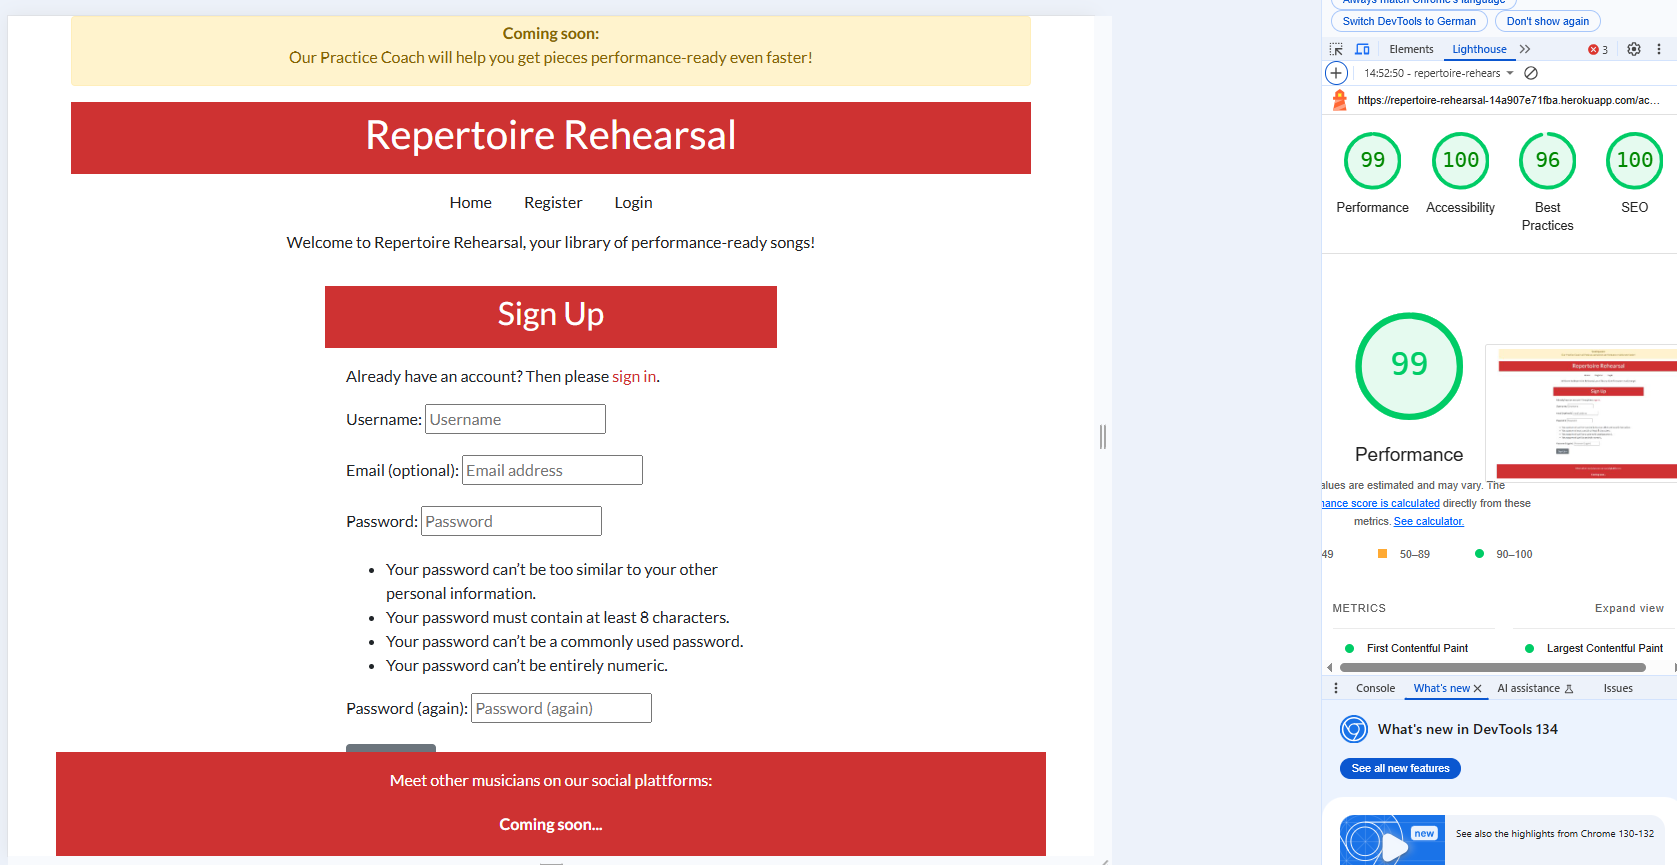 Coming soon:
Our Practice Coach will help you get pieces performance-ready even faster!
Repertoire Rehearsal
Home Register Login
Welcome to Repertoire Rehearsal, your library of performance-ready songs!
Sign Up
Already have an account? Then please sign in.
Username: Username
Email (optional): Email address
Password: Password
Your password can't be too similar to your other
personal information.
Your password must contain at least 8 characters.
Your password can't be a commonly used password.
Your password can't be entirely numeric.
Password (again): Password (again)
Meet other musicians on our social plattforms:
Coming soon...
Always match Chrome's language
Switch DevTools to German Don't show again
Elements Lighthouse 3
14:52:50 - repertoire-rehears
https://repertoire-rehearsal-14a907e71fba.herokuapp.com/ac...
99 100 96 100
Performance Accessibility Best Practices SEO
99
Repertoire Rehearsal
Sign Up
Performance
alues are estimated and may vary. The
nance score is calculated directly from these
metrics. See calculator.
49 50–89 90–100
METRICS Expand view
First Contentful Paint Largest Contentful Paint
Console What's new AI assistance Issues
What's new in DevTools 134
See all new features
new
See also the highlights from Chrome 130-132